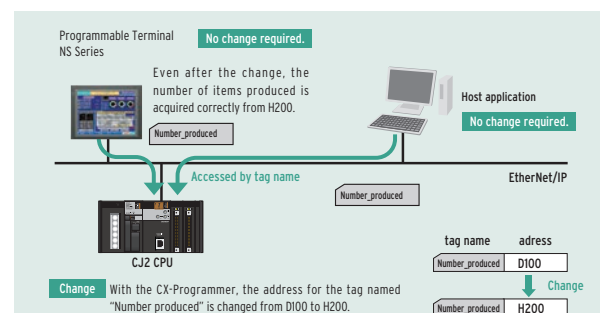 Programmable Terminal
NS Series
No change required.
Even after the change, the
number of items produced is
acquired correctly from H200.
Number_produced
Host application
No change required.
Accessed by tag name
EtherNet/IP
Number_produced
CJ2 CPU
tag name adress
Number_produced D100
Change
Number_produced H200
Change With the CX-Programmer, the address for the tag named
“Number produced” is changed from D100 to H200.